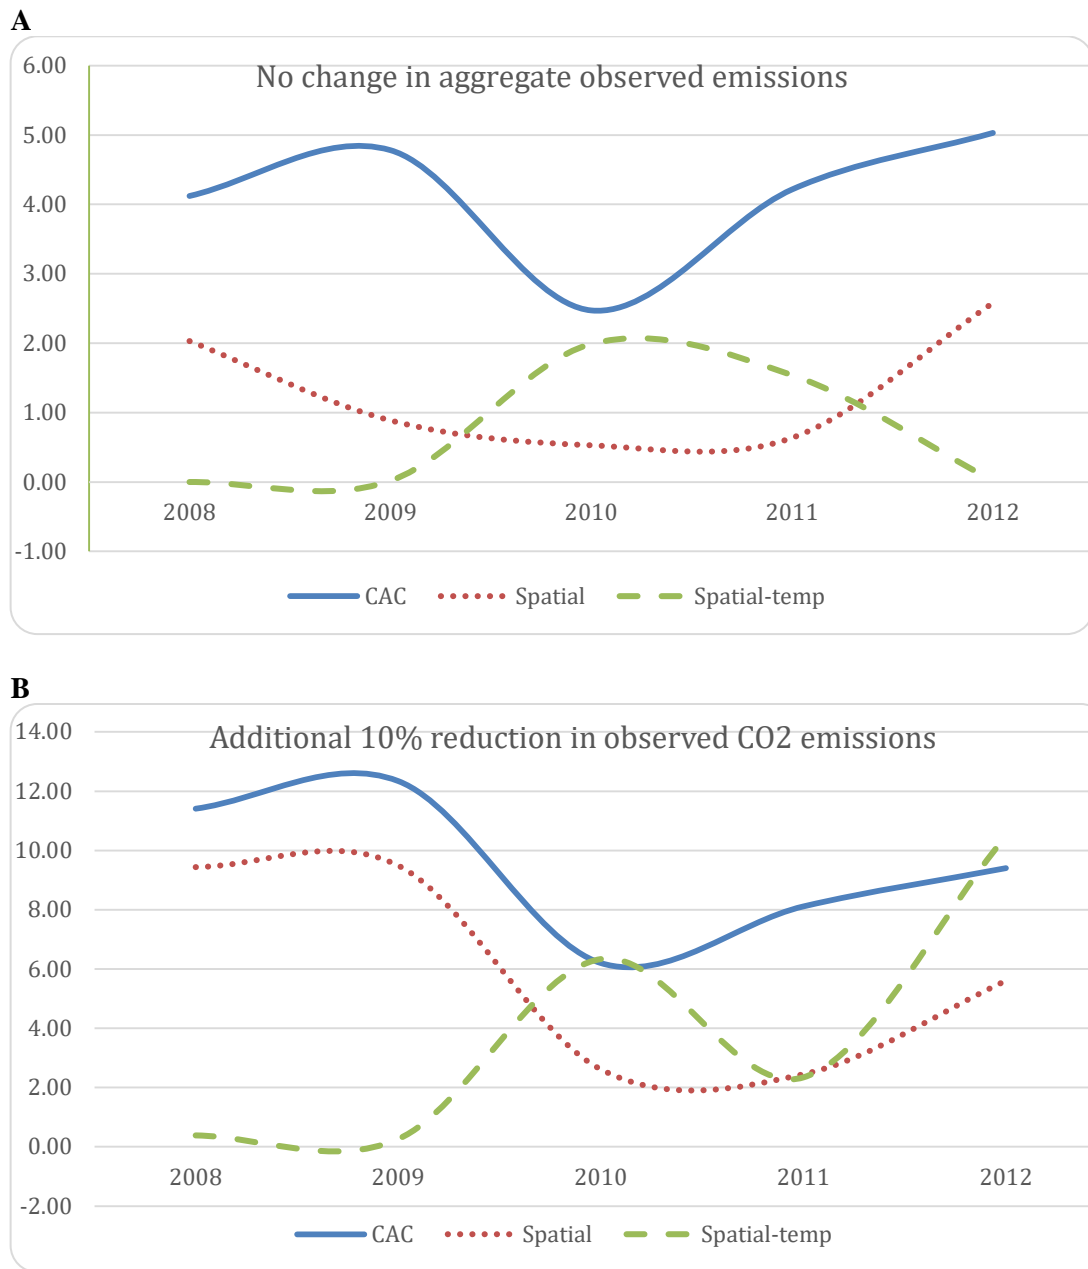 A
No change in aggregate observed emissions
6.00
5.00
4.00
3.00
2.00
1.00
0.00
-1.00
2008 2009 2010 2011 2012
CAC Spatial Spatial-temp
B
Additional 10% reduction in observed CO2 emissions
14.00
12.00
10.00
8.00
6.00
4.00
2.00
0.00
-2.00
2008 2009 2010 2011 2012
CAC Spatial Spatial-temp